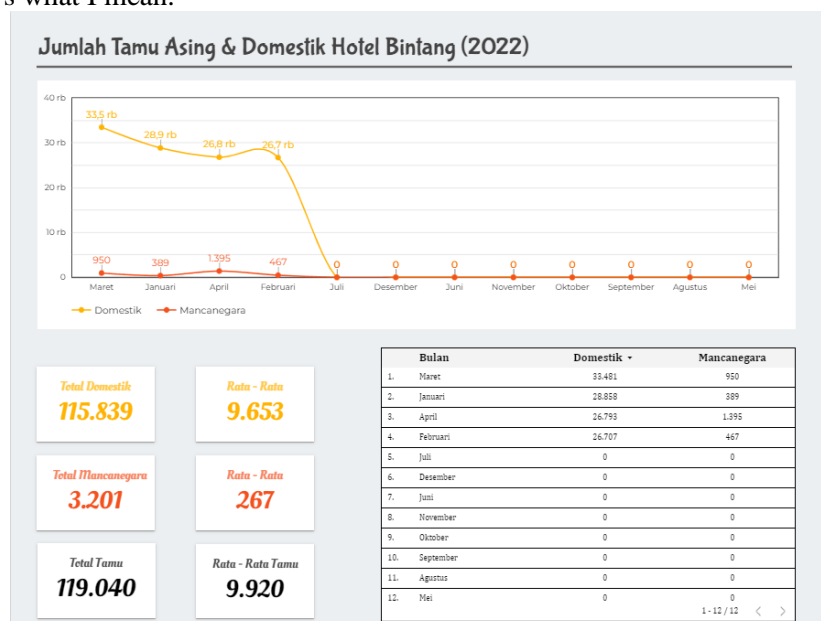 s what I mean.
Jumlah Tamu Asing & Domestik Hotel Bintang (2022)
40 rb
30 rb
20 rb
10 rb
0
33,5 rb
28,9 rb
26,8 rb
26,7 rb
950
389
1.395
467
0 0 0 0 0 0 0 0
Maret Januari April Februari Juli Desember Juni November Oktober September Agustus Mei
Domestik Mancanegara
Total Domestik
115.839
Rata - Rata
9.653
Total Mancanegara
3.201
Rata - Rata
267
Total Tamu
119.040
Rata - Rata Tamu
9.920
Bulan Domestik Mancanegara
1. Maret 33.481 950
2. Januari 28.858 389
3. April 26.793 1.395
4. Februari 26.707 467
5. Juli 0 0
6. Desember 0 0
7. Juni 0 0
8. November 0 0
9. Oktober 0 0
10. September 0 0
11. Agustus 0 0
12. Mei 0 0
1 - 12 / 12 < >